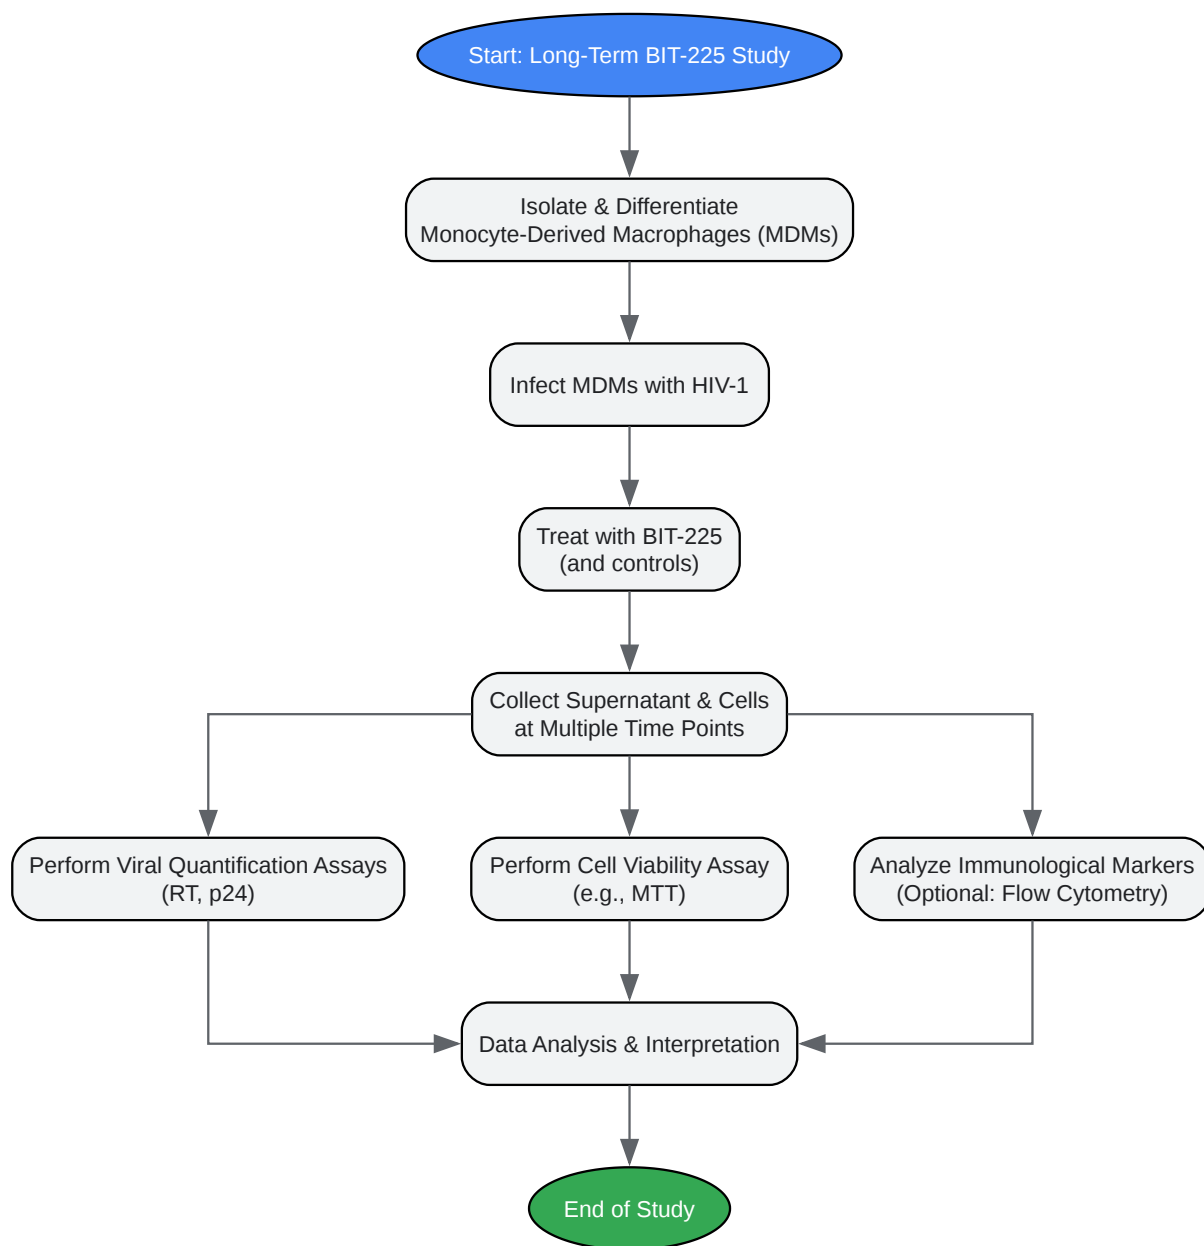 Start: Long-Term BIT-225 Study
Isolate & Differentiate
Monocyte-Derived Macrophages (MDMs)
Infect MDMs with HIV-1
Treat with BIT-225
(and controls)
Collect Supernatant & Cells
at Multiple Time Points
Perform Viral Quantification Assays
(RT, p24)
Perform Cell Viability Assay
(e.g., MTT)
Analyze Immunological Markers
(Optional: Flow Cytometry)
Data Analysis & Interpretation
End of Study